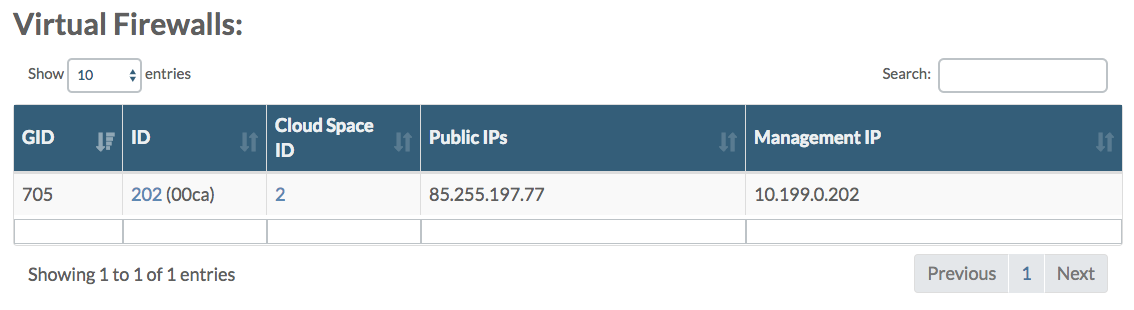 Virtual Firewalls:
Show 10 entries Search:
GID ID Cloud Space ID Public IPs Management IP
705 202 (00ca) 2 85.255.197.77 10.199.0.202
Showing 1 to 1 of 1 entries Previous 1 Next